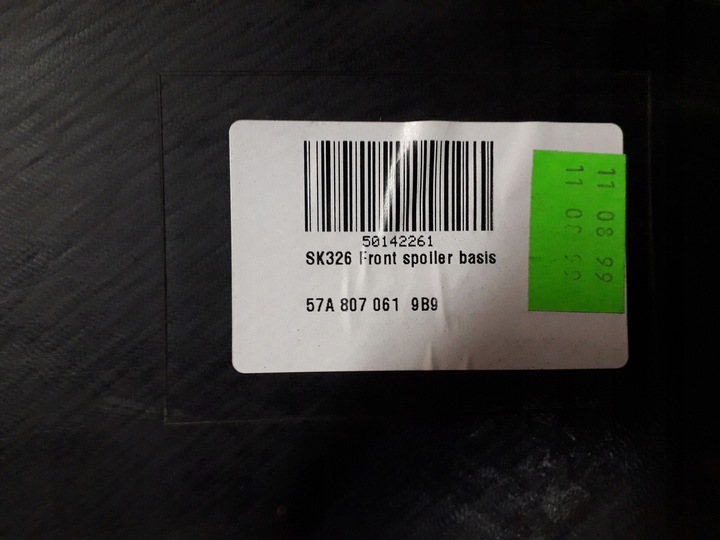 50142261
SK326 Front spoiler basis
57A 807 061 9B9
11 08 99